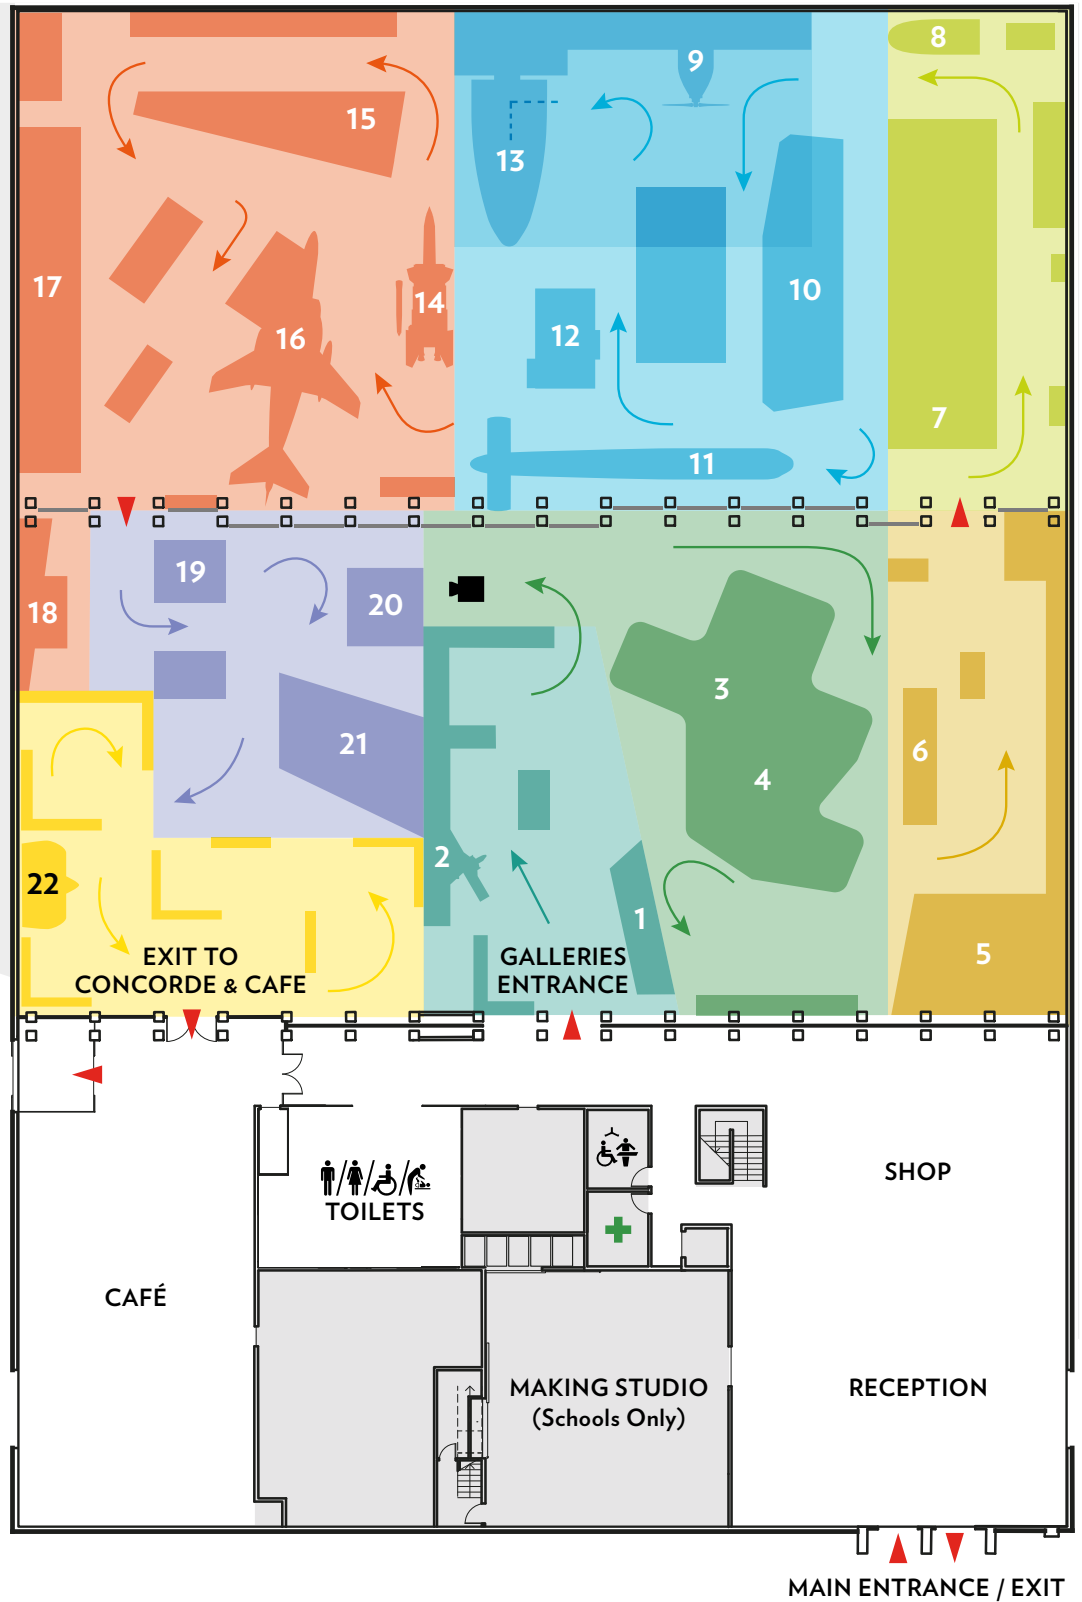 8
9
15
13
17
10
14
16
12
7
11
19
20
18
3
21
6
4
2
22
1
5
EXIT TO
CONCORDE & CAFE
GALLERIES
ENTRANCE
SHOP
TOILETS
CAFÉ
MAKING STUDIO
(Schools Only)
RECEPTION
MAIN ENTRANCE / EXIT